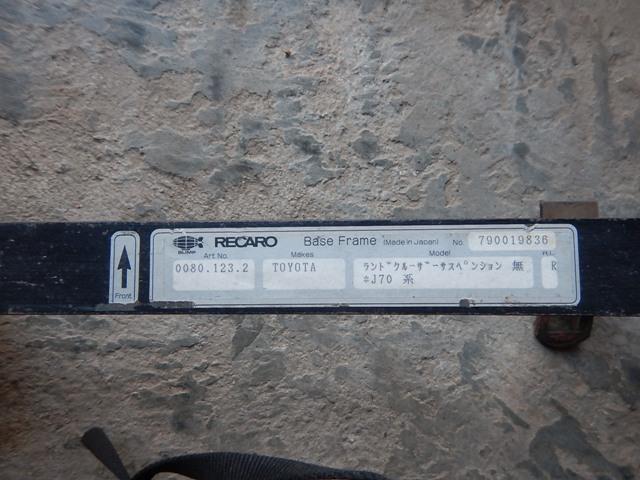 BLIMP RECARO Base Frame (Made in Japan) No. 790019836
Art No. Makes Model R.L.
0080.123.2 TOYOTA ﾗﾝﾄﾞｸﾙｰｻﾞｰｻｽﾍﾟﾝｼｮﾝ 無 R
#J70 系
Front